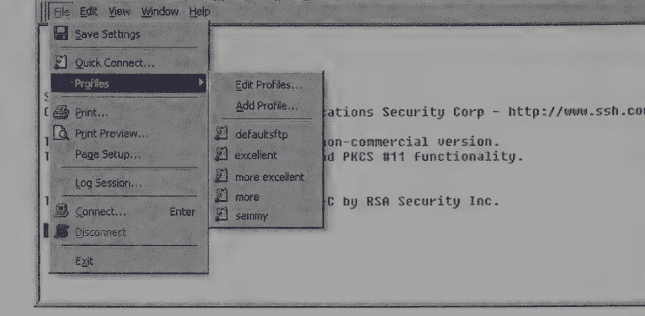 File Edit View Window Help
Save Settings
Quick Connect...
Profiles
Edit Profiles...
Add Profile...
defaultsftp
excellent
more excellent
more
semmy
Print...
Print Preview...
Page Setup...
Log Session...
Connect... Enter
Disconnect
Exit
cations Security Corp - http://www.ssh.co
on-commercial version.
nd PKCS #11 functionality.
-C by RSA Security Inc.